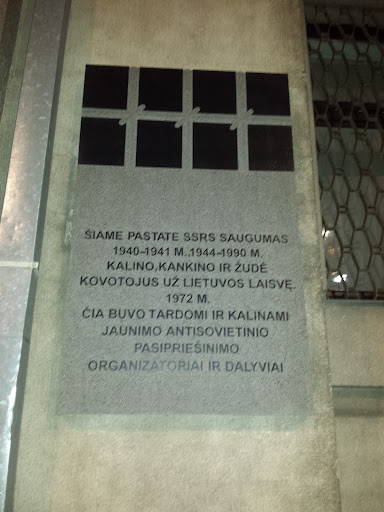 ŠIAME PASTATE SSRS SAUGUMAS
1940-1941 M.,1944-1990 M.
KALINO,KANKINO IR ŽUDĖ
KOVOTOJUS UŽ LIETUVOS LAISVĘ.
1972 M.
ČIA BUVO TARDOMI IR KALINAMI
JAUNIMO ANTISOVIETINIO
PASIPRIEŠINIMO
ORGANIZATORIAI IR DALYVIAI